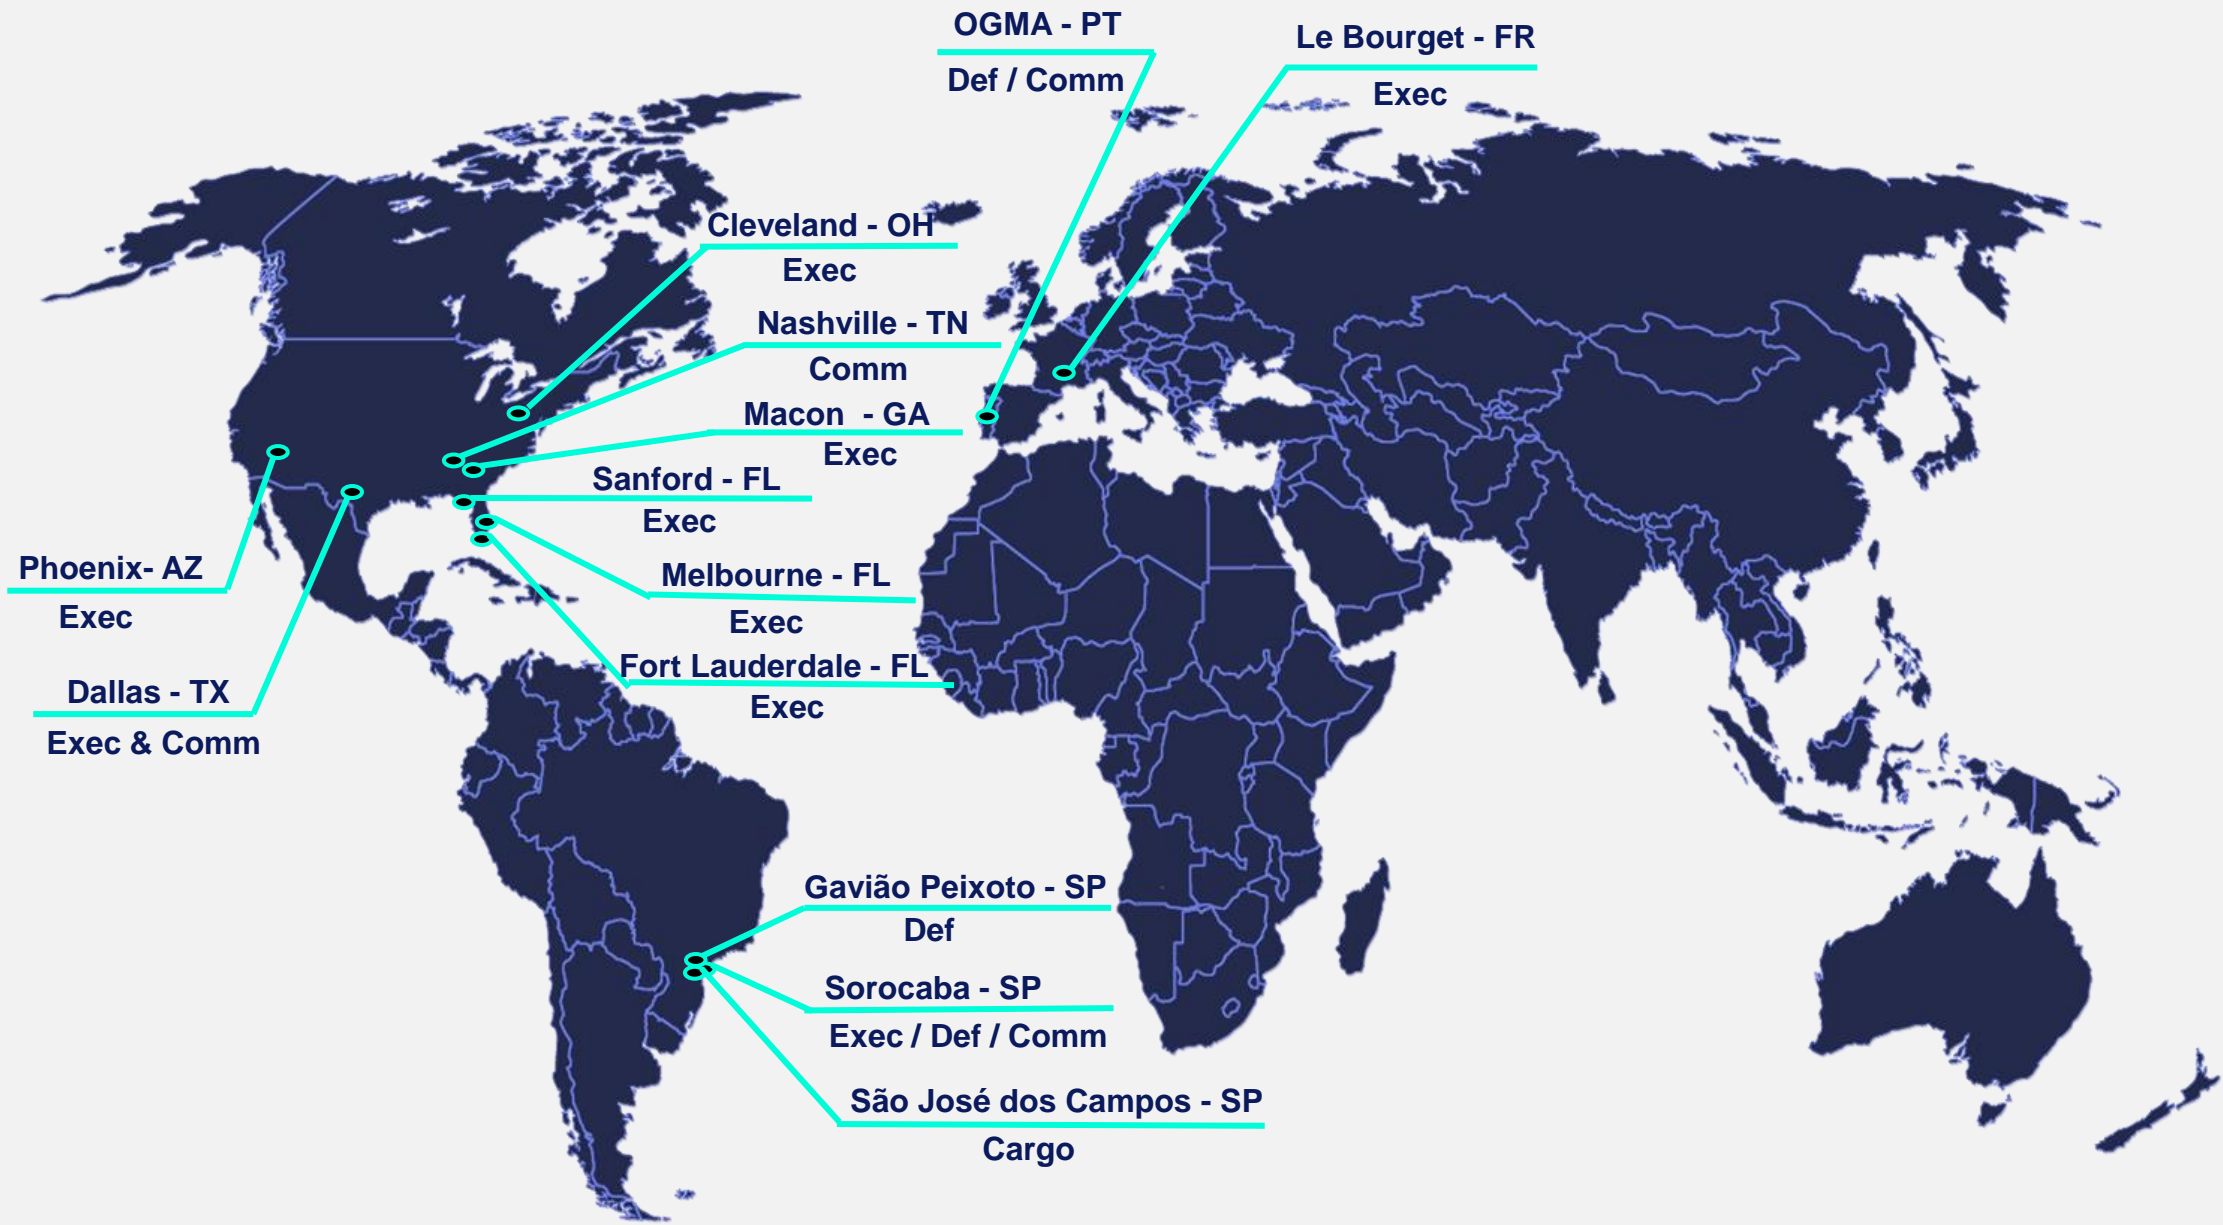 OGMA - PT
Def / Comm
Le Bourget - FR
Exec
Cleveland - OH
Exec
Nashville - TN
Comm
Macon  - GA
Exec
Sanford - FL
Exec
Phoenix- AZ
Exec
Melbourne - FL
Exec
Fort Lauderdale - FL
Exec
Dallas - TX
Exec & Comm
Gavião Peixoto - SP
Def
Sorocaba - SP
Exec / Def / Comm
São José dos Campos - SP
Cargo